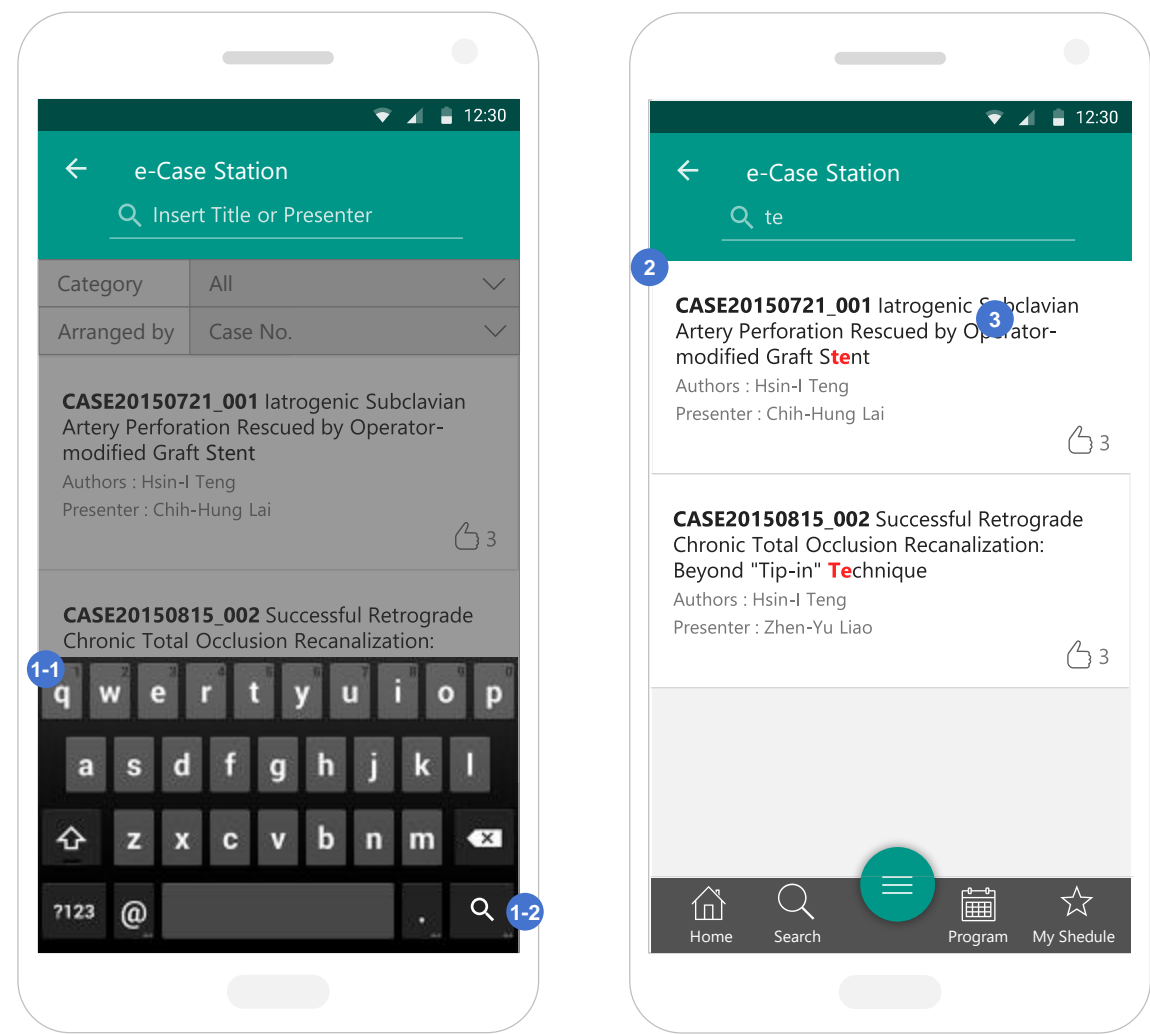 12:30
e-Case Station
Insert Title or Presenter
Category All
Arranged by Case No.
CASE20150721_001 Iatrogenic Subclavian
Artery Perforation Rescued by Operator-
modified Graft Stent
Authors : Hsin-I Teng
Presenter : Chih-Hung Lai
3
CASE20150815_002 Successful Retrograde
Chronic Total Occlusion Recanalization:
1-1
q w e r t y u i o p
a s d f g h j k l
z x c v b n m
?123 @ .
1-2
12:30
e-Case Station
te
2
CASE20150721_001 Iatrogenic Subclavian
3
Artery Perforation Rescued by Operator-
modified Graft Stent
Authors : Hsin-I Teng
Presenter : Chih-Hung Lai
3
CASE20150815_002 Successful Retrograde
Chronic Total Occlusion Recanalization:
Beyond "Tip-in" Technique
Authors : Hsin-I Teng
Presenter : Zhen-Yu Liao
3
Home Search Program My Shedule